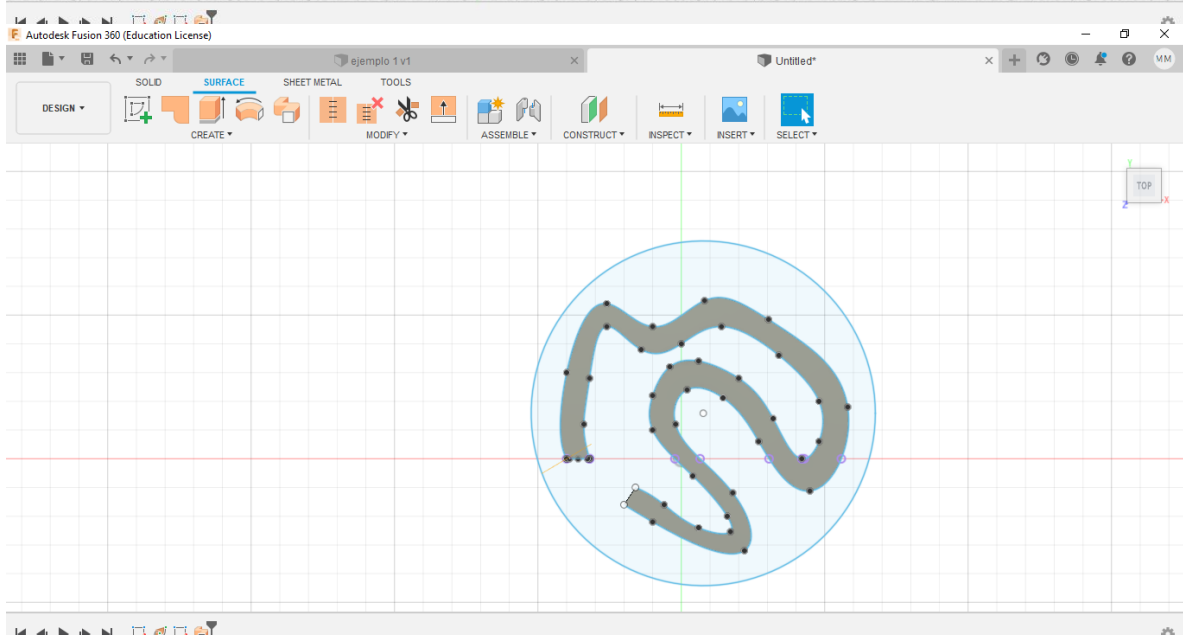 F Autodesk Fusion 360 (Education License)
ejemplo 1 v1
Untitled*
MM
SOLID SURFACE SHEET METAL TOOLS
DESIGN
CREATE MODIFY ASSEMBLE CONSTRUCT INSPECT INSERT SELECT
Y
TOP
Z X